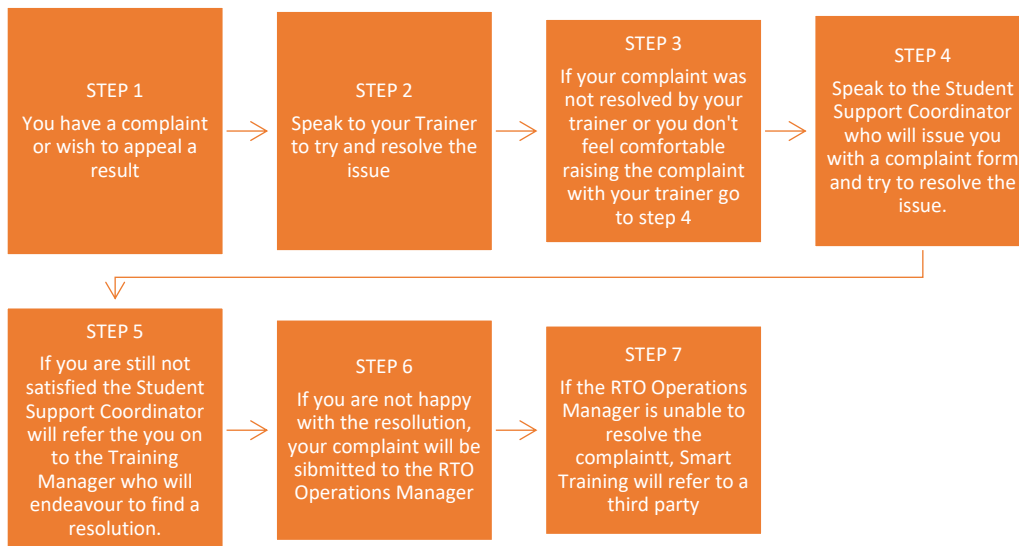 STEP 1
You have a complaint
or wish to appeal a
result
STEP 2
Speak to your Trainer
to try and resolve the
issue
STEP 3
If your complaint was
not resolved by your
trainer or you don't
feel comfortable
raising the complaint
with your trainer go
to step 4
STEP 4
Speak to the Student
Support Coordinator
who will issue you
with a complaint form
and try to resolve the
issue.
STEP 5
If you are still not
satisfied the Student
Support Coordinator
will refer the you on
to the Training
Manager who will
endeavour to find a
resolution.
STEP 6
If you are not happy
with the resollution,
your complaint will be
sibmitted to the RTO
Operations Manager
STEP 7
If the RTO Operations
Manager is unable to
resolve the
complaintt, Smart
Training will refer to a
third party